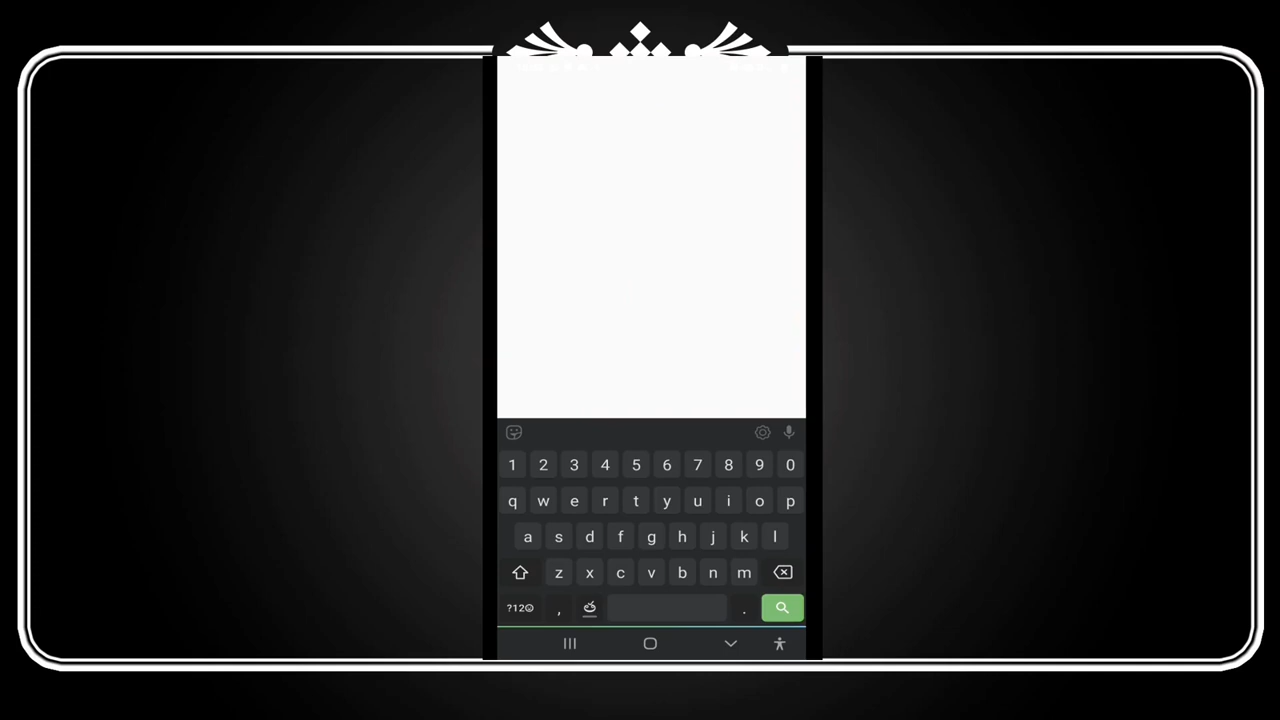 1 2 3 4 5 6 7 8 9 0
q w e r t y u i o p
a s d f g h j k l
z x c v b n m
?12☺ , .